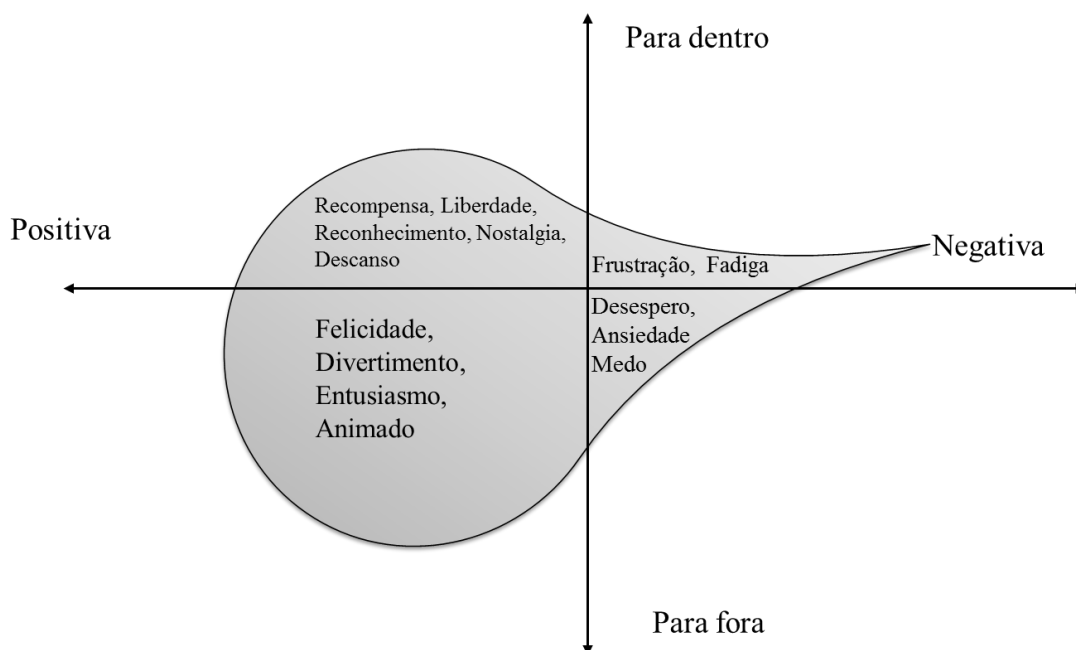 Para dentro
Recompensa, Liberdade,
Reconhecimento, Nostalgia,
Descanso
Positiva
Negativa
Frustração, Fadiga
Desespero,
Ansiedade
Medo
Felicidade,
Divertimento,
Entusiasmo,
Animado
Para fora